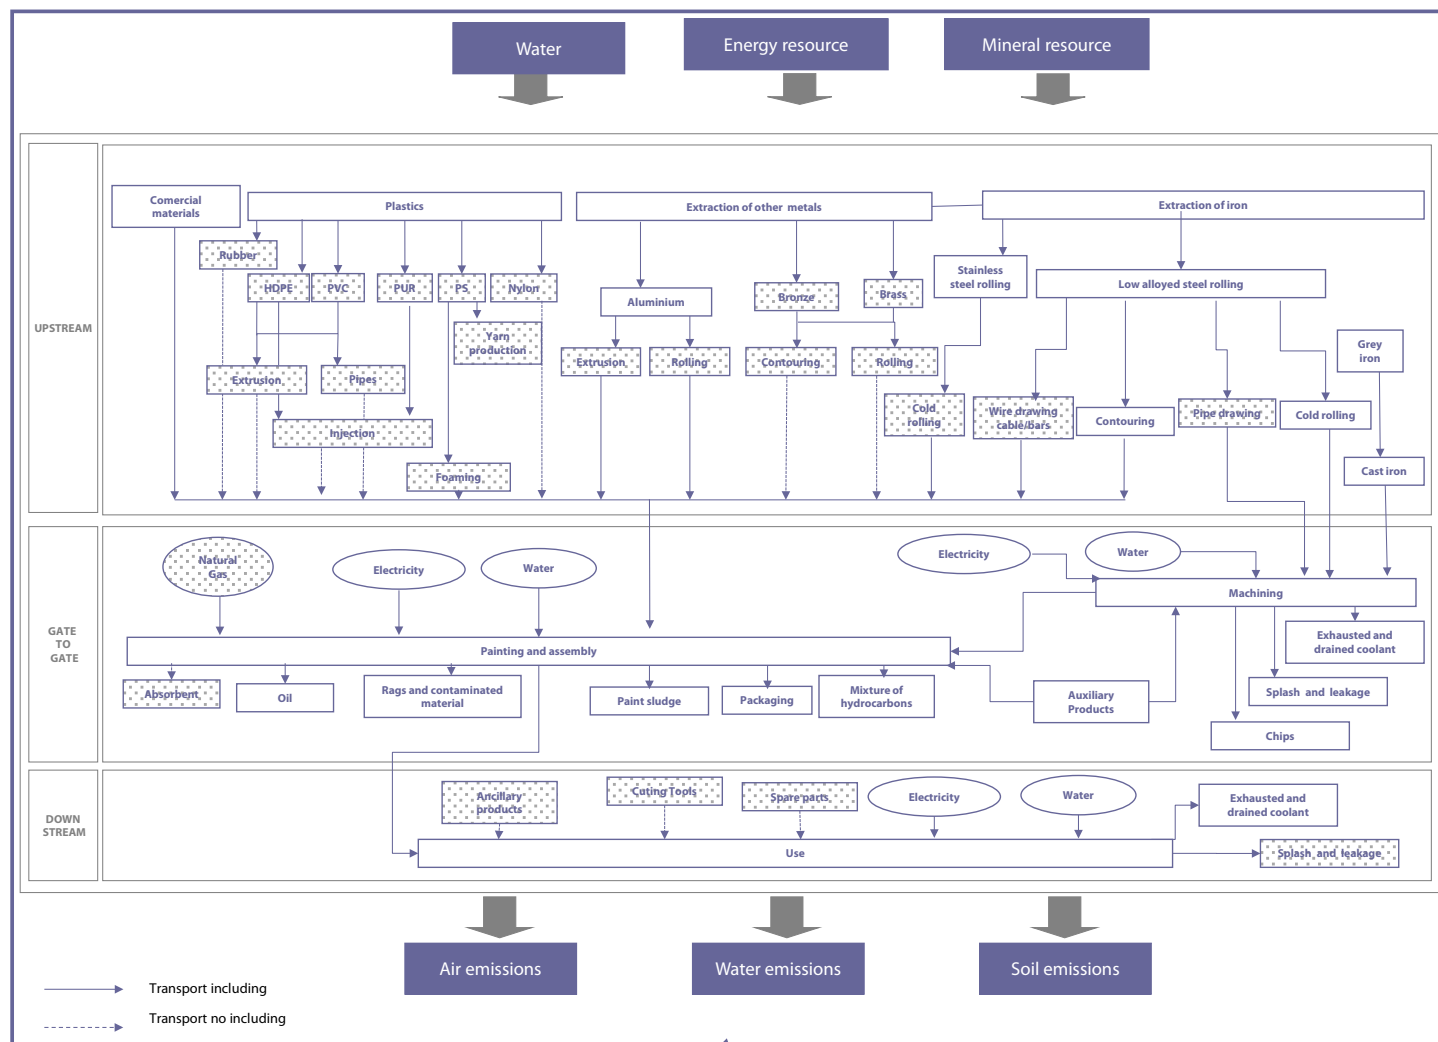 Water
Energy resource
Mineral resource
UPSTREAM
Comercial
materials
Plastics
Extraction of other metals
Extraction of iron
Rubber
HDPE
PVC
PUR
PS
Nylon
Stainless
steel rolling
Low alloyed steel rolling
Aluminium
Bronze
Brass
Yarn
production
Grey
iron
Extrusion
Rolling
Contouring
Rolling
Extrusion
Pipes
Cold
rolling
Wire drawing
cable/bars
Contouring
Pipe drawing
Cold rolling
Injection
Foaming
Cast iron
GATE
TO
GATE
Natural
Gas
Electricity
Water
Electricity
Water
Machining
Painting and assembly
Exhausted and
drained coolant
Absorbent
Oil
Rags and contaminated
material
Paint sludge
Packaging
Mixture of
hydrocarbons
Auxiliary
Products
Splash and leakage
Chips
DOWN
STREAM
Ancillary
products
Cuting Tools
Spare parts
Electricity
Water
Exhausted and
drained coolant
Use
Splash and leakage
Air emissions
Water emissions
Soil emissions
Transport including
Transport no including